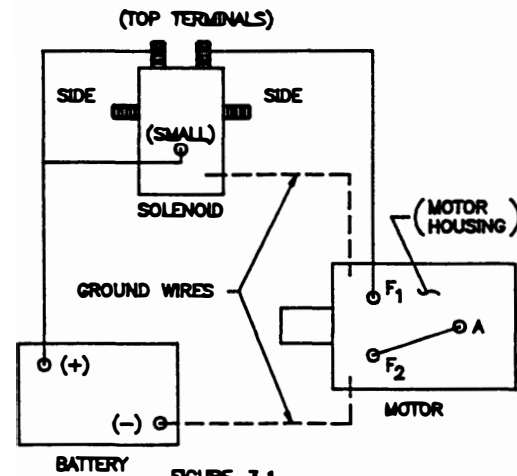 (TOP TERMINALS)
SIDE
SIDE
(SMALL)
SOLENOID
(MOTOR
HOUSING)
GROUND WIRES
F1
A
F2
(+)
(-)
MOTOR
BATTERY
FIGURE 7.1